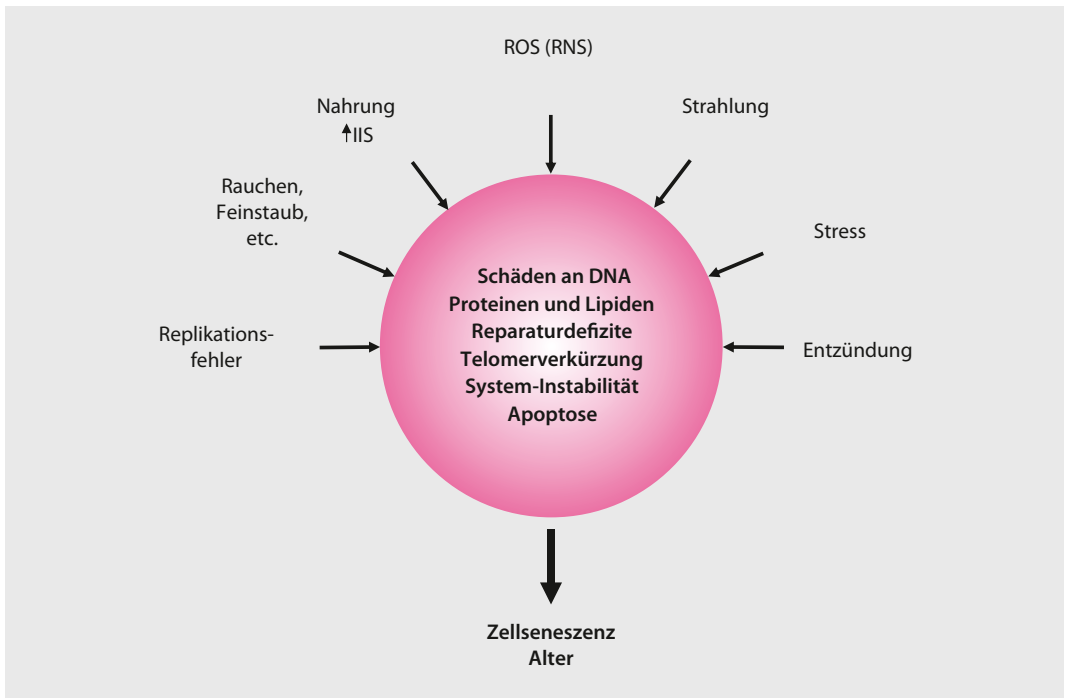 ROS (RNS)
Nahrung
↑IIS
Strahlung
Rauchen,
Feinstaub,
etc.
Stress
Replikations-
fehler
Entzündung
Schäden an DNA
Proteinen und Lipiden
Reparaturdefizite
Telomerverkürzung
System-Instabilität
Apoptose
Zellseneszenz
Alter